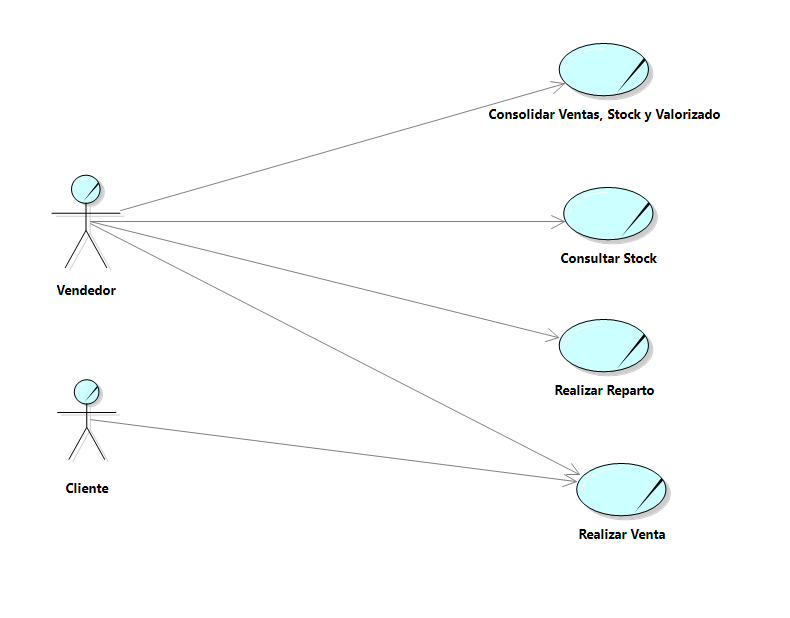 Consolidar Ventas, Stock y Valorizado
Consultar Stock
Vendedor
Realizar Reparto
Cliente
Realizar Venta